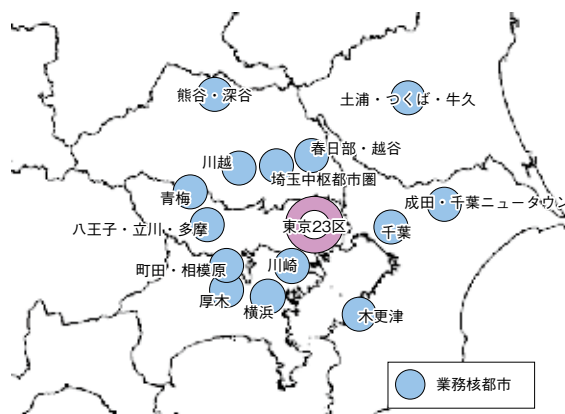 熊谷・深谷
土浦・つくば・牛久
春日部・越谷
川越
埼玉中枢都市圏
青梅
成田・千葉ニュータウン
八王子・立川・多摩
東京23区
千葉
町田・相模原
川崎
厚木
横浜
木更津
業務核都市